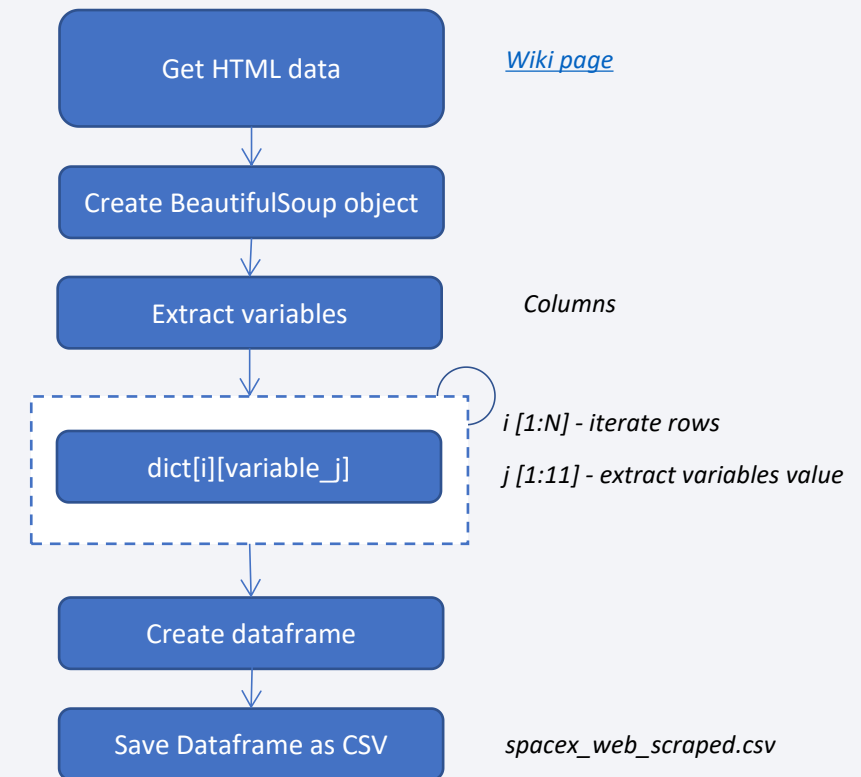 Get HTML data
Wiki page
Create BeautifulSoup object
Extract variables
Columns
dict[i][variable_j]
i [1:N] - iterate rows
j [1:11] - extract variables value
Create dataframe
Save Dataframe as CSV
spacex_web_scraped.csv